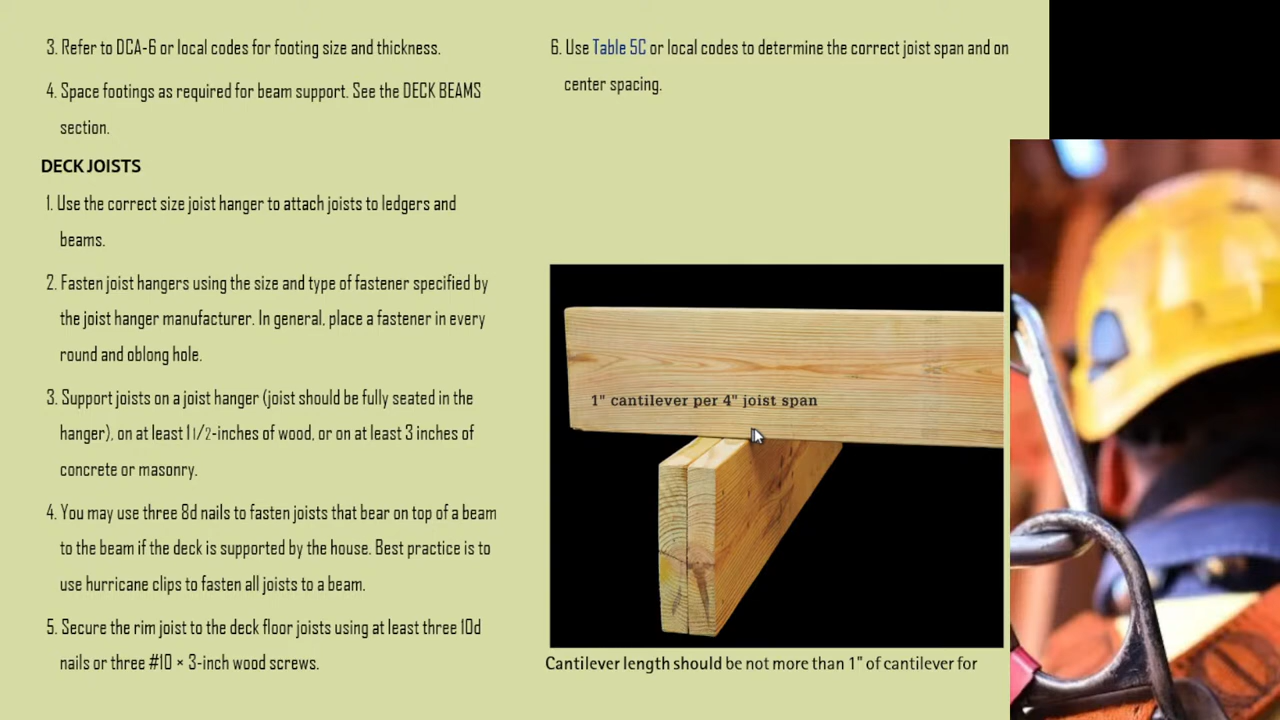 3. Refer to DCA-6 or local codes for footing size and thickness.
4. Space footings as required for beam support. See the DECK BEAMS
section.
DECK JOISTS
1. Use the correct size joist hanger to attach joists to ledgers and
beams.
2. Fasten joist hangers using the size and type of fastener specified by
the joist hanger manufacturer. In general, place a fastener in every
round and oblong hole.
3. Support joists on a joist hanger (joist should be fully seated in the
hanger), on at least 1 1/2-inches of wood, or on at least 3 inches of
concrete or masonry.
4. You may use three 8d nails to fasten joists that bear on top of a beam
to the beam if the deck is supported by the house. Best practice is to
use hurricane clips to fasten all joists to a beam.
5. Secure the rim joist to the deck floor joists using at least three 10d
nails or three #10 × 3-inch wood screws.
6. Use Table 5C or local codes to determine the correct joist span and on
center spacing.
1" cantilever per 4" joist span
Cantilever length should be not more than 1" of cantilever for